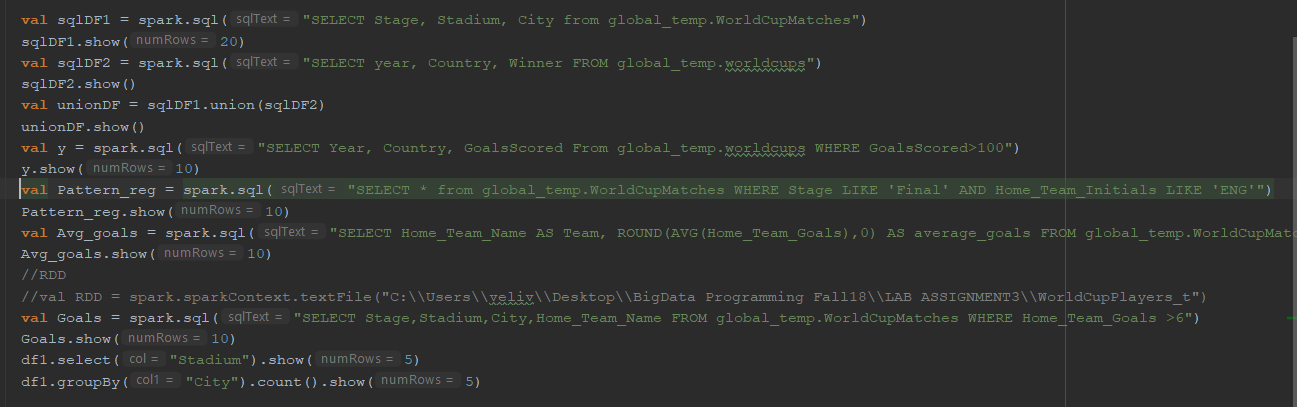 val sqlDF1 = spark.sql( sqlText = "SELECT Stage, Stadium, City from global_temp.WorldCupMatches")
sqlDF1.show( numRows = 20)
val sqlDF2 = spark.sql( sqlText = "SELECT year, Country, Winner FROM global_temp.worldcups")
sqlDF2.show()
val unionDF = sqlDF1.union(sqlDF2)
unionDF.show()
val y = spark.sql( sqlText = "SELECT Year, Country, GoalsScored From global_temp.worldcups WHERE GoalsScored>100")
y.show( numRows = 10)
val Pattern_reg = spark.sql( sqlText = "SELECT * from global_temp.WorldCupMatches WHERE Stage LIKE 'Final' AND Home_Team_Initials LIKE 'ENG'")
Pattern_reg.show( numRows = 10)
val Avg_goals = spark.sql( sqlText = "SELECT Home_Team_Name AS Team, ROUND(AVG(Home_Team_Goals),0) AS average_goals FROM global_temp.WorldCupMat
Avg_goals.show( numRows = 10)
//RDD
//val RDD = spark.sparkContext.textFile("C:\\Users\\yeliv\\Desktop\\BigData Programming Fall18\\LAB ASSIGNMENT3\\WorldCupPlayers_t")
val Goals = spark.sql( sqlText = "SELECT Stage,Stadium,City,Home_Team_Name FROM global_temp.WorldCupMatches WHERE Home_Team_Goals >6")
Goals.show( numRows = 10)
df1.select( col = "Stadium").show( numRows = 5)
df1.groupBy( col1 = "City").count().show( numRows = 5)